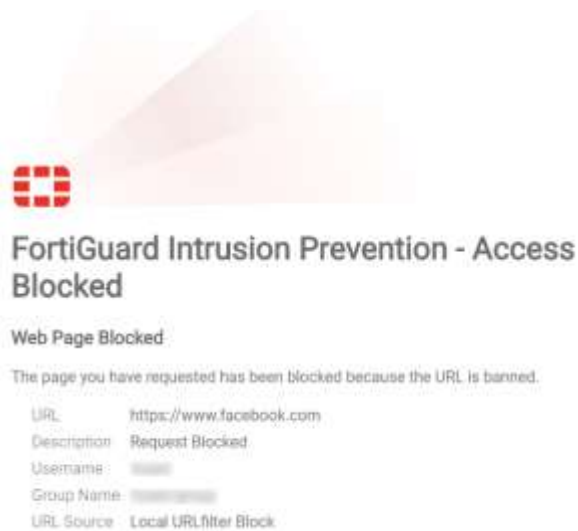 FortiGuard Intrusion Prevention - Access
Blocked
Web Page Blocked
The page you have requested has been blocked because the URL is banned.
URL https://www.facebook.com
Description Request Blocked
Username
Group Name
URL Source Local URLfilter Block